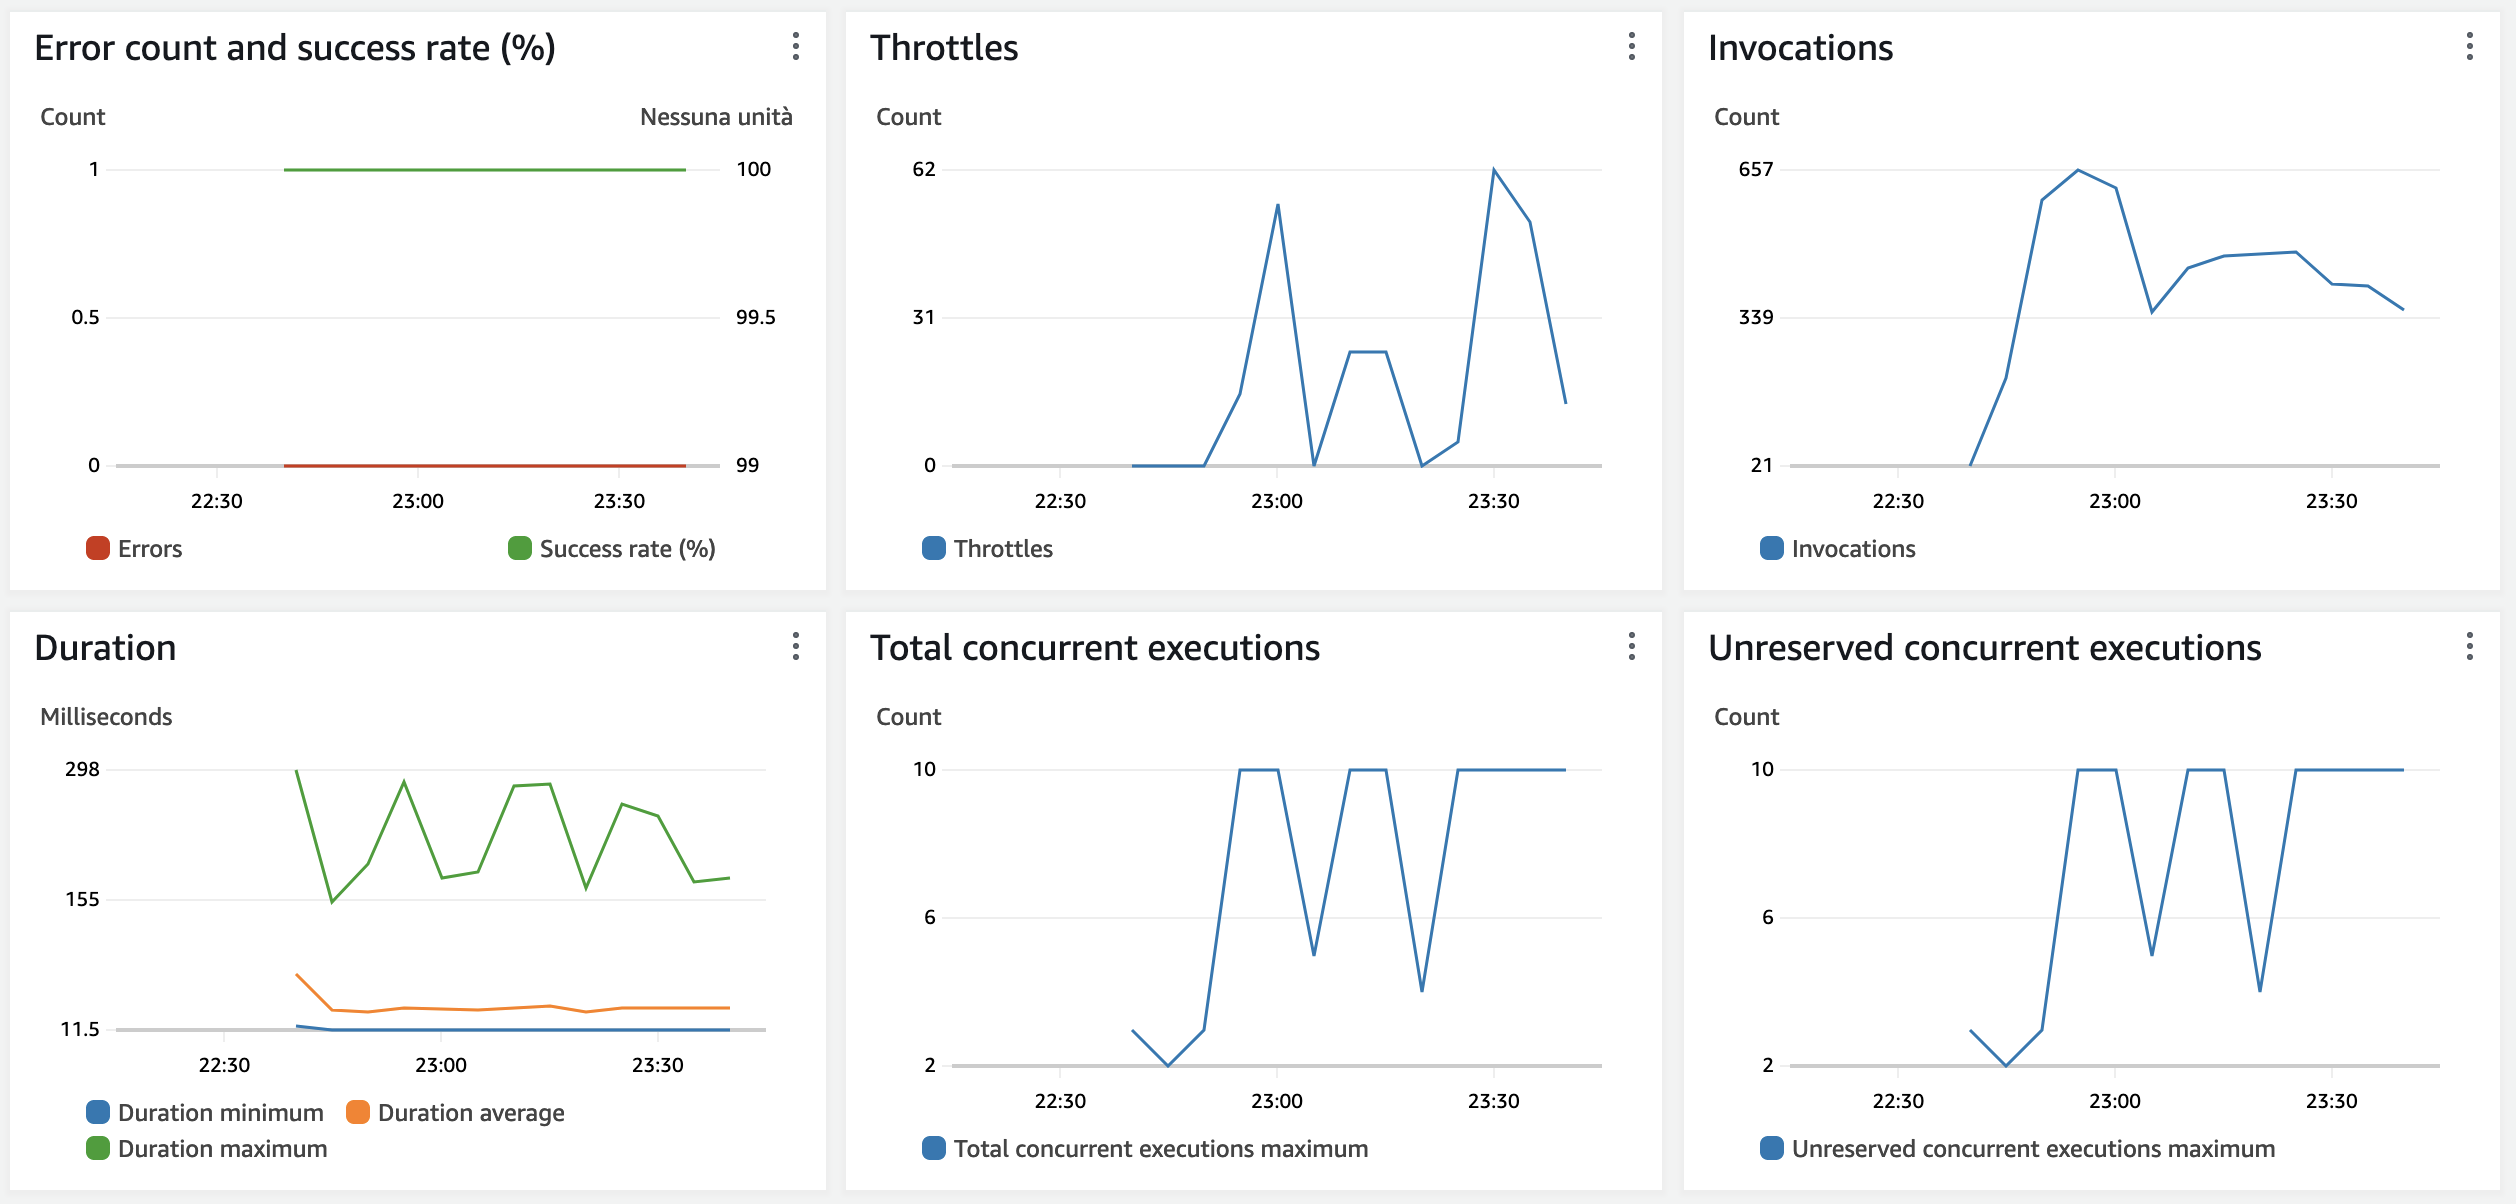 Error count and success rate (%)
Count
Nessuna unità
1
100
0.5
99.5
0
99
22:30
23:00
23:30
Errors
Success rate (%)
Throttles
Count
62
31
0
22:30
23:00
23:30
Throttles
Invocations
Count
657
339
21
22:30
23:00
23:30
Invocations
Duration
Milliseconds
298
155
11.5
22:30
23:00
23:30
Duration minimum
Duration average
Duration maximum
Total concurrent executions
Count
10
6
2
22:30
23:00
23:30
Total concurrent executions maximum
Unreserved concurrent executions
Count
10
6
2
22:30
23:00
23:30
Unreserved concurrent executions maximum